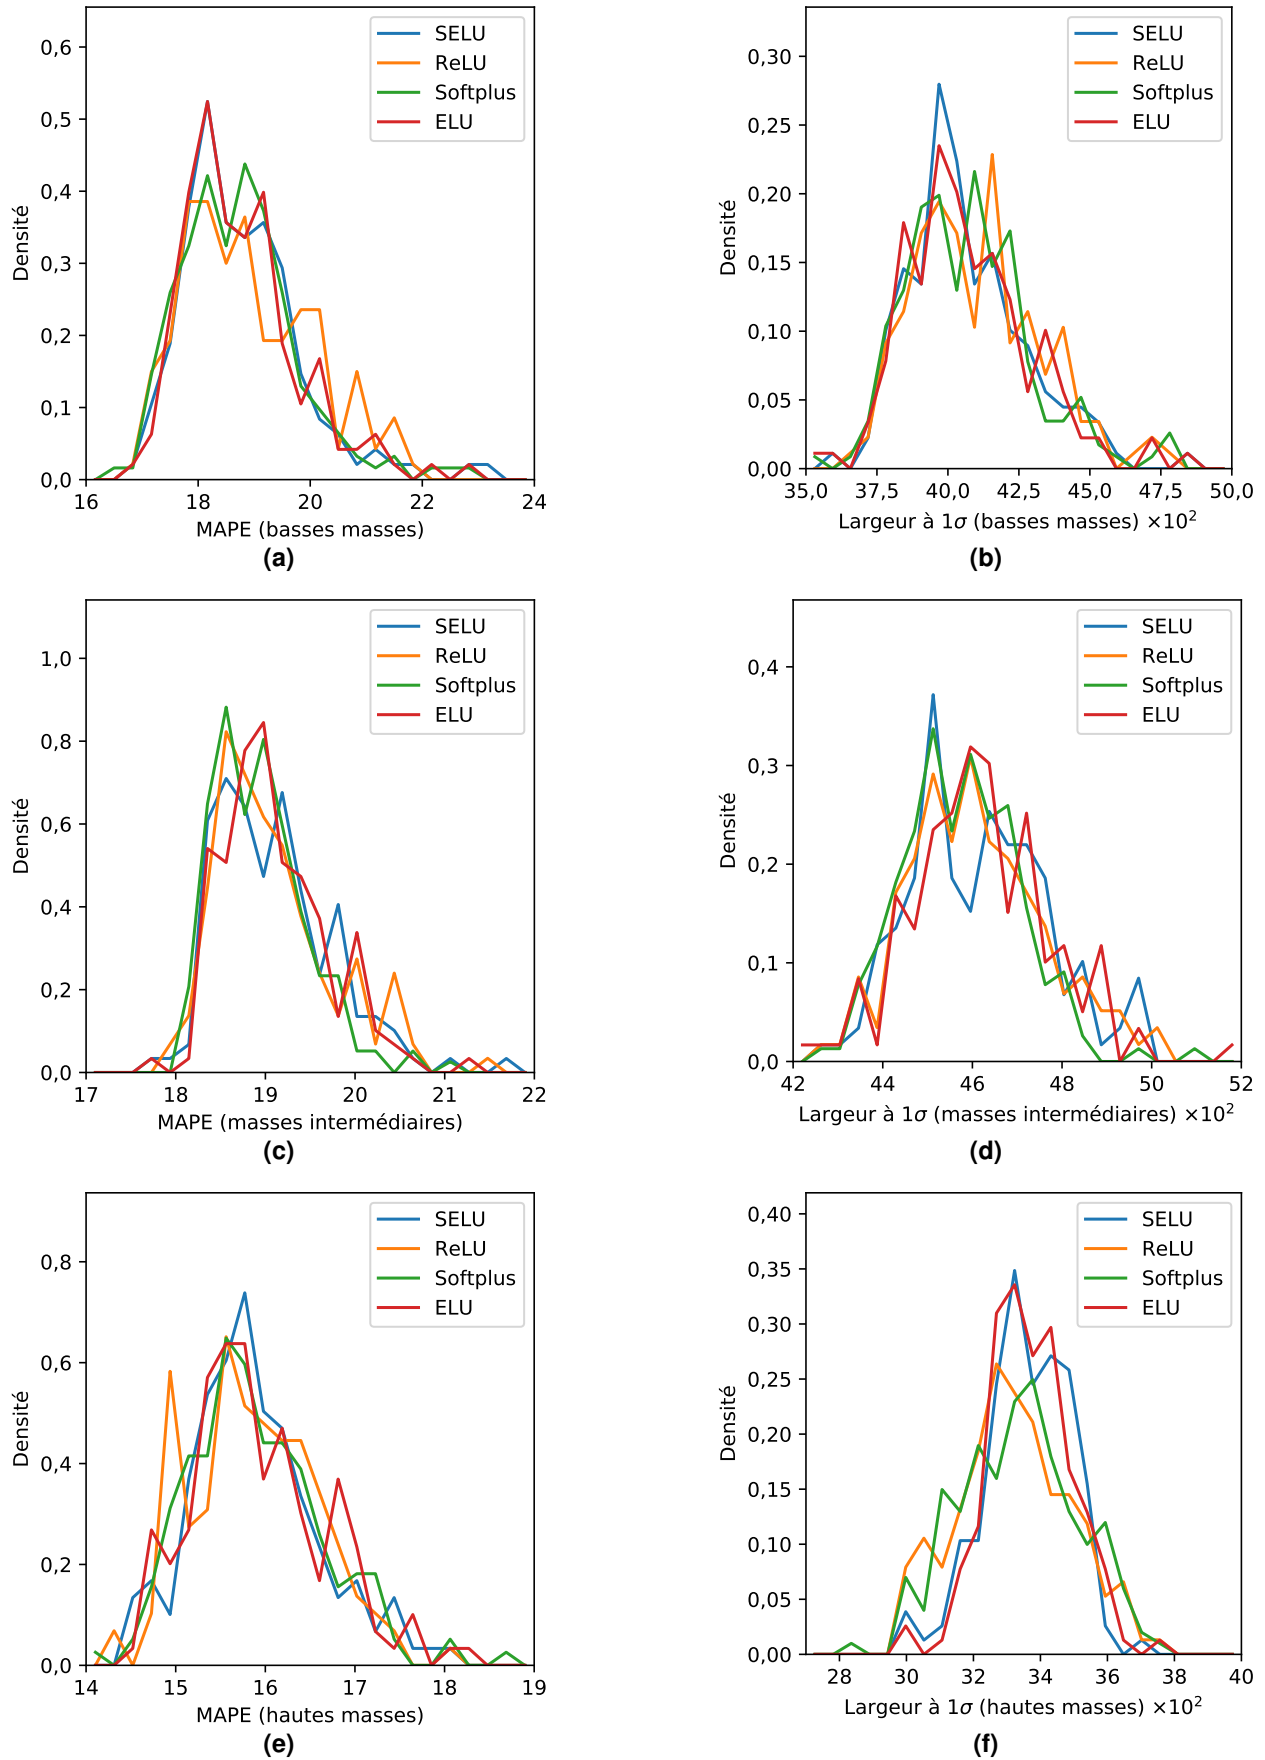 0,6
0,5
0,4
0,3
0,2
0,1
0,0
Densité
SELU
ReLU
Softplus
ELU
16 18 20 22 24
MAPE (basses masses)
(a)
0,30
0,25
0,20
0,15
0,10
0,05
0,00
Densité
SELU
ReLU
Softplus
ELU
35,0 37,5 40,0 42,5 45,0 47,5 50,0
Largeur à 1σ (basses masses) ×10²
(b)
1,0
0,8
0,6
0,4
0,2
0,0
Densité
SELU
ReLU
Softplus
ELU
17 18 19 20 21 22
MAPE (masses intermédiaires)
(c)
0,4
0,3
0,2
0,1
0,0
Densité
SELU
ReLU
Softplus
ELU
42 44 46 48 50 52
Largeur à 1σ (masses intermédiaires) ×10²
(d)
0,8
0,6
0,4
0,2
0,0
Densité
SELU
ReLU
Softplus
ELU
14 15 16 17 18 19
MAPE (hautes masses)
(e)
0,40
0,35
0,30
0,25
0,20
0,15
0,10
0,05
0,00
Densité
SELU
ReLU
Softplus
ELU
28 30 32 34 36 38 40
Largeur à 1σ (hautes masses) ×10²
(f)